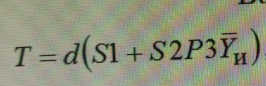 T = d(S1 + S2P3Ȳ_и)